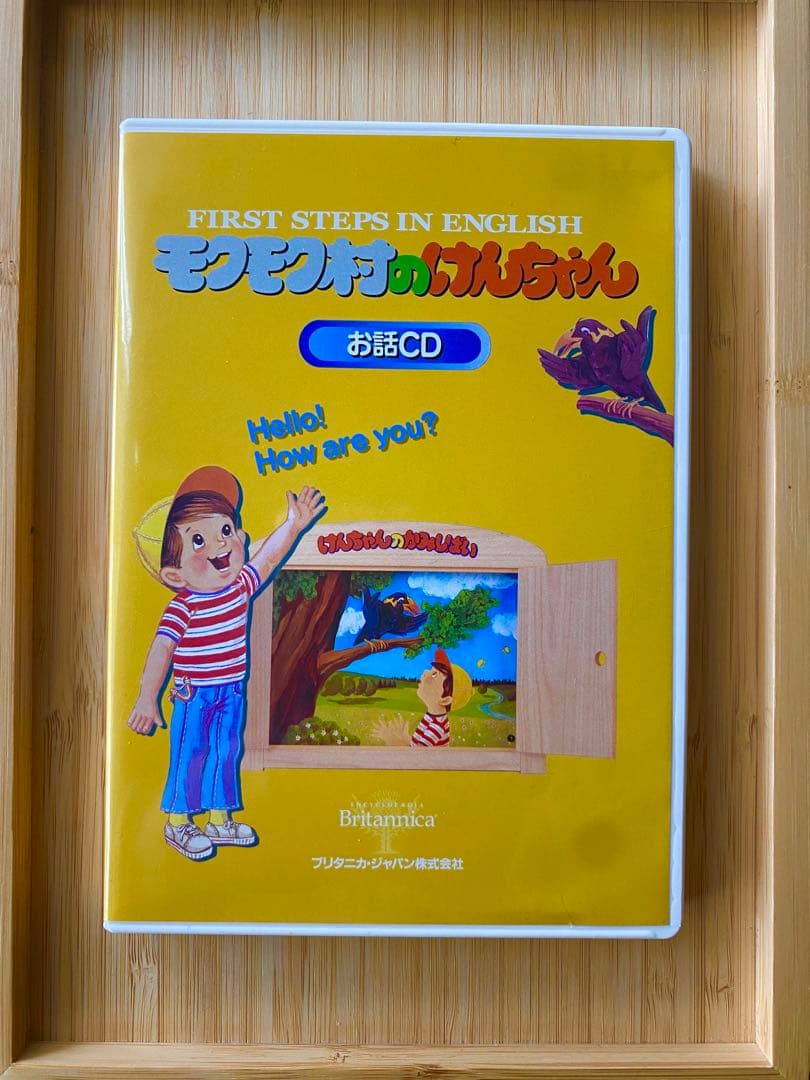 FIRST STEPS IN ENGLISH
モクモク村のけんちゃん
お話CD
Hello!
How are you?
けんちゃんのかみしばい
ENCYCLOPÆDIA
Britannica®
ブリタニカ・ジャパン株式会社